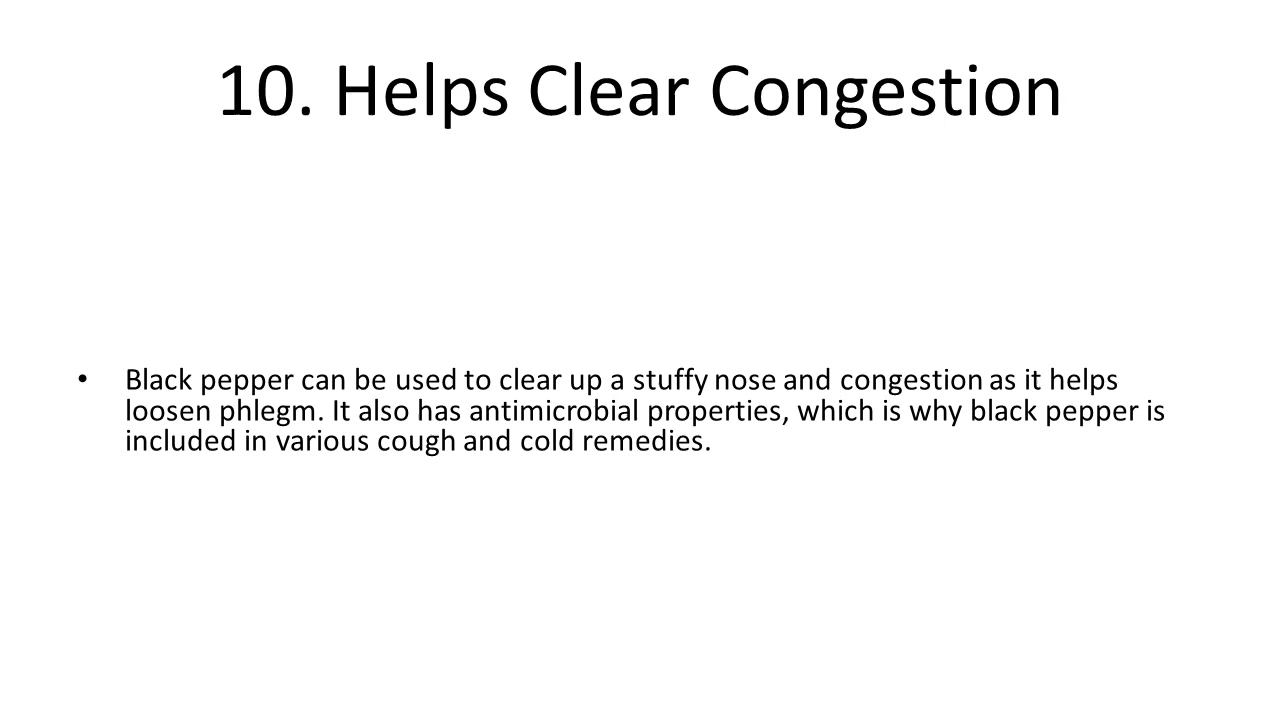 10. Helps Clear Congestion
• Black pepper can be used to clear up a stuffy nose and congestion as it helps
loosen phlegm. It also has antimicrobial properties, which is why black pepper is
included in various cough and cold remedies.